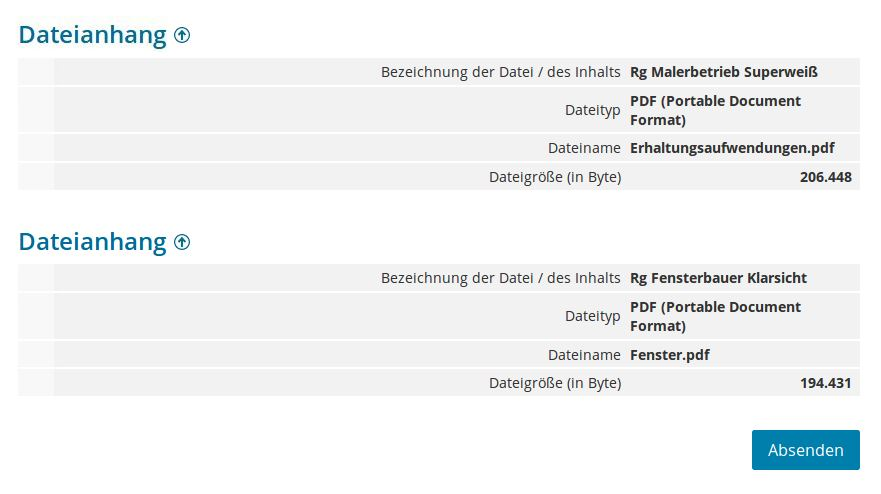 Dateianhang
Bezeichnung der Datei / des Inhalts Rg Malerbetrieb Superweiß
Dateityp PDF (Portable Document
Format)
Dateiname Erhaltungsaufwendungen.pdf
Dateigröße (in Byte) 206.448
Dateianhang
Bezeichnung der Datei / des Inhalts Rg Fensterbauer Klarsicht
Dateityp PDF (Portable Document
Format)
Dateiname Fenster.pdf
Dateigröße (in Byte) 194.431
Absenden